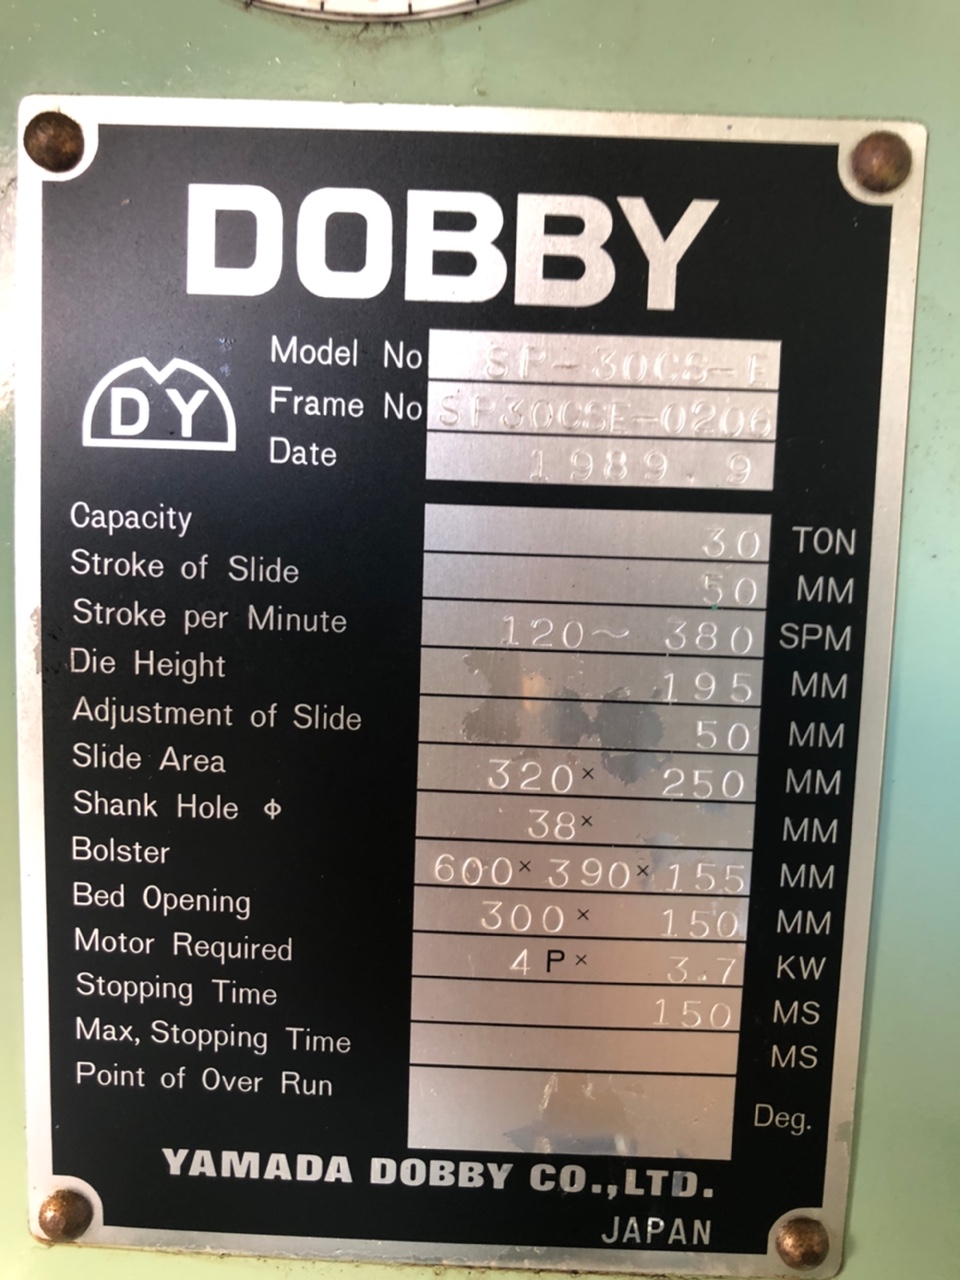 DOBBY
DY
Model No SP-30CS-E
Frame No SP30CSE-0206
Date 1989.9
Capacity 30 TON
Stroke of Slide 50 MM
Stroke per Minute 120~ 380 SPM
Die Height 195 MM
Adjustment of Slide 50 MM
Slide Area 320× 250 MM
Shank Hole Φ 38× MM
Bolster 600×390×155 MM
Bed Opening 300× 150 MM
Motor Required 4P× 3.7 KW
Stopping Time 150 MS
Max, Stopping Time MS
Point of Over Run Deg.
YAMADA DOBBY CO.,LTD.
JAPAN